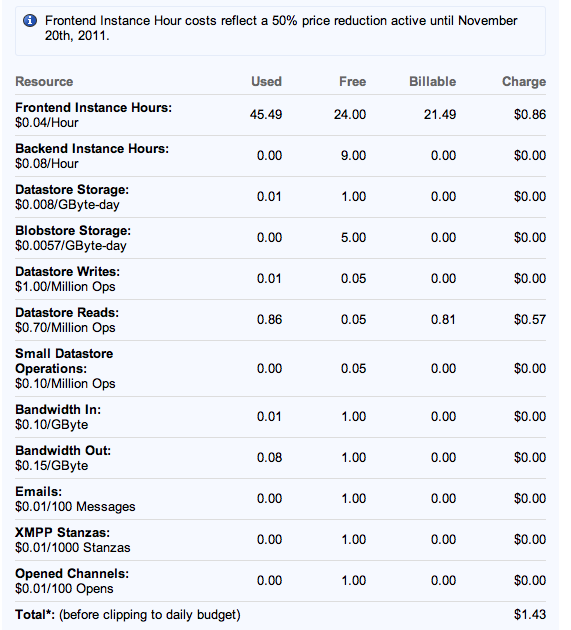 Frontend Instance Hour costs reflect a 50% price reduction active until November
20th, 2011.
Resource Used Free Billable Charge
Frontend Instance Hours:
$0.04/Hour 45.49 24.00 21.49 $0.86
Backend Instance Hours:
$0.08/Hour 0.00 9.00 0.00 $0.00
Datastore Storage:
$0.008/GByte-day 0.01 1.00 0.00 $0.00
Blobstore Storage:
$0.0057/GByte-day 0.00 5.00 0.00 $0.00
Datastore Writes:
$1.00/Million Ops 0.01 0.05 0.00 $0.00
Datastore Reads:
$0.70/Million Ops 0.86 0.05 0.81 $0.57
Small Datastore
Operations: 0.00 0.05 0.00 $0.00
$0.10/Million Ops
Bandwidth In:
$0.10/GByte 0.01 1.00 0.00 $0.00
Bandwidth Out:
$0.15/GByte 0.08 1.00 0.00 $0.00
Emails:
$0.01/100 Messages 0.00 1.00 0.00 $0.00
XMPP Stanzas:
$0.01/1000 Stanzas 0.00 1.00 0.00 $0.00
Opened Channels:
$0.01/100 Opens 0.00 1.00 0.00 $0.00
Total*: (before clipping to daily budget) $1.43